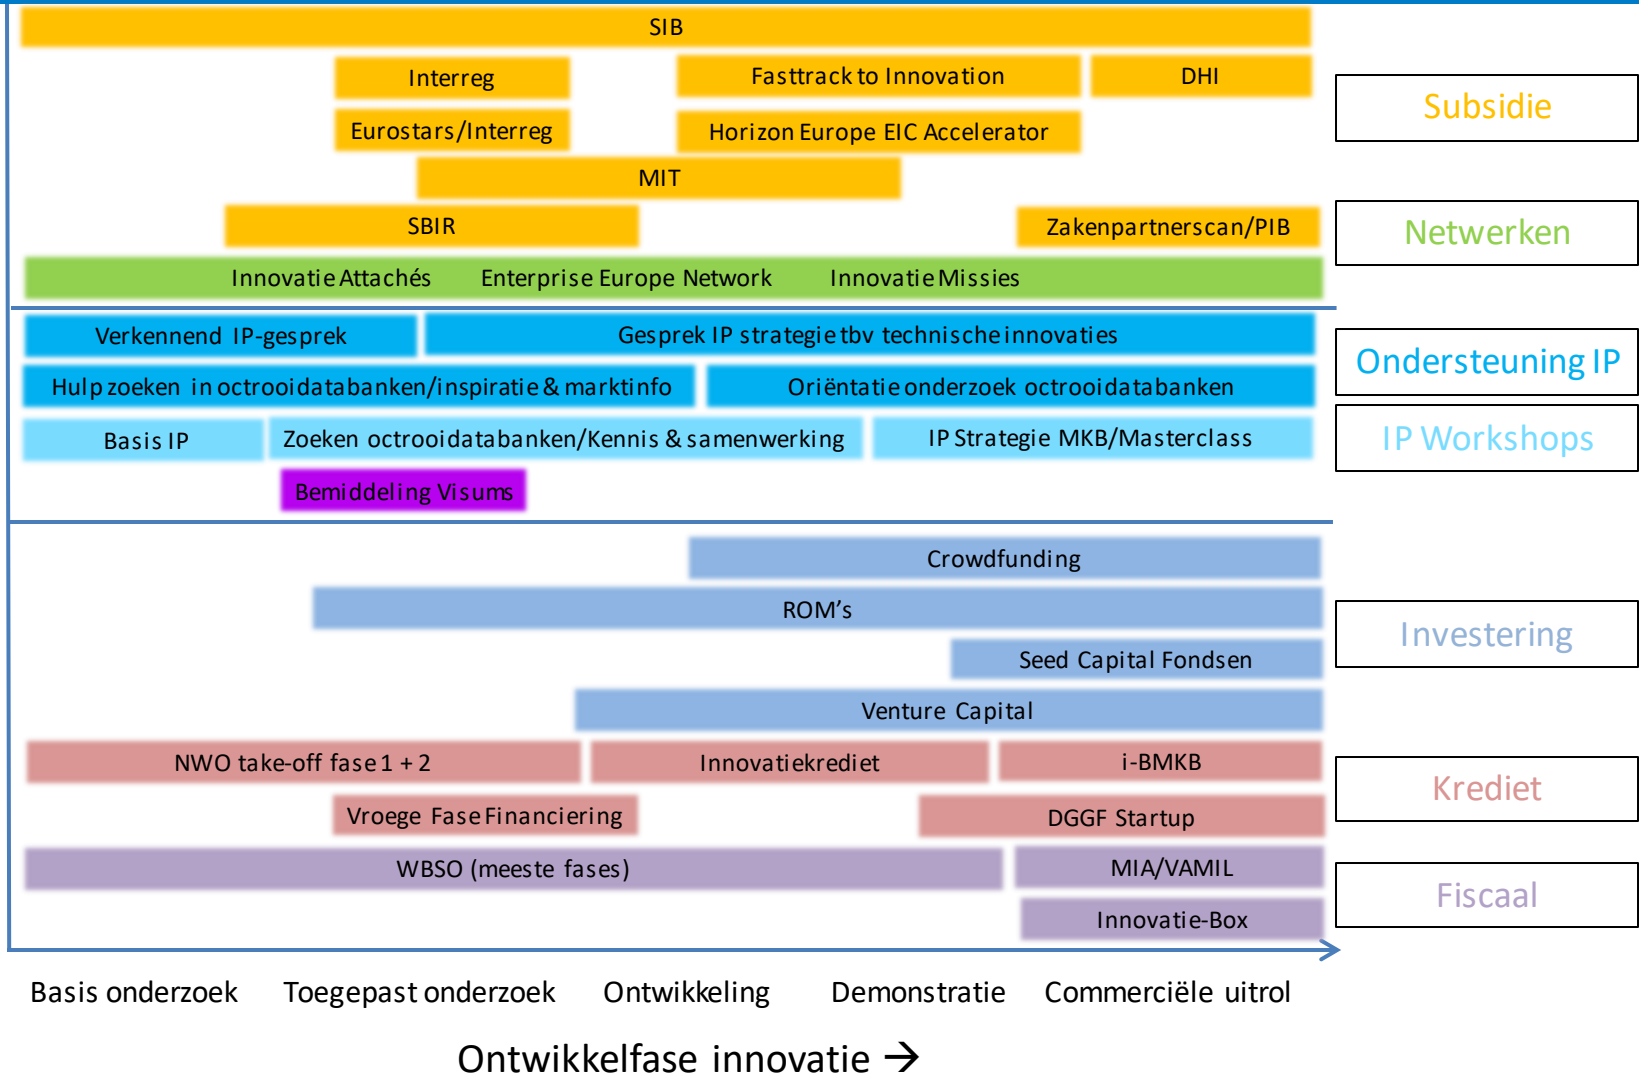 SIB
Interreg
Fasttrack to Innovation
DHI
Subsidie
Eurostars/Interreg
Horizon Europe EIC Accelerator
MIT
SBIR
Zakenpartnerscan/PIB
Netwerken
Innovatie Attachés Enterprise Europe Network Innovatie Missies
Verkennend IP-gesprek
Gesprek IP strategie tbv technische innovaties
Ondersteuning IP
Hulp zoeken in octrooidatabanken/inspiratie & marktinfo
Oriëntatie onderzoek octrooidatabanken
Basis IP
Zoeken octrooidatabanken/Kennis & samenwerking
IP Strategie MKB/Masterclass
IP Workshops
Bemiddeling Visums
Crowdfunding
ROM's
Investering
Seed Capital Fondsen
Venture Capital
NWO take-off fase 1 + 2
Innovatiekrediet
i-BMKB
Krediet
Vroege Fase Financiering
DGGF Startup
WBSO (meeste fases)
MIA/VAMIL
Fiscaal
Innovatie-Box
Basis onderzoek
Toegepast onderzoek
Ontwikkeling
Demonstratie
Commerciële uitrol
Ontwikkelfase innovatie →